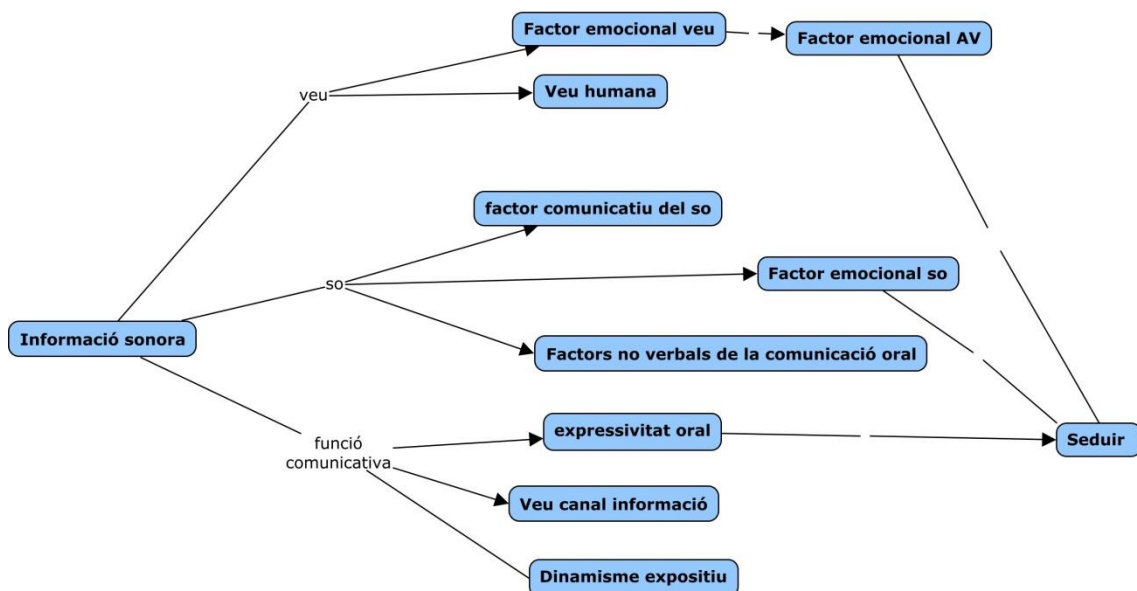 Factor emocional veu
Factor emocional AV
veu
Veu humana
factor comunicatiu del so
so
Factor emocional so
Informació sonora
Factors no verbals de la comunicació oral
funció
comunicativa
expressivitat oral
Seduir
Veu canal informació
Dinamisme expositiu